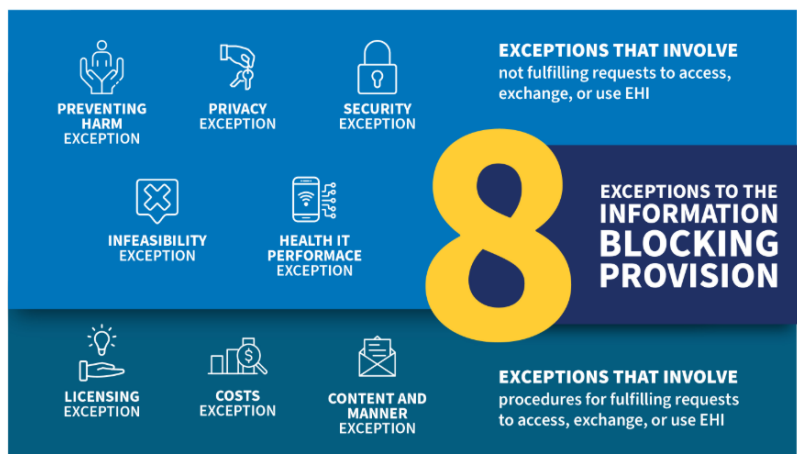 PREVENTING
HARM
EXCEPTION
PRIVACY
EXCEPTION
SECURITY
EXCEPTION
EXCEPTIONS THAT INVOLVE
not fulfilling requests to access,
exchange, or use EHI
INFEASIBILITY
EXCEPTION
HEALTH IT
PERFORMACE
EXCEPTION
8
EXCEPTIONS TO THE
INFORMATION
BLOCKING
PROVISION
LICENSING
EXCEPTION
$
COSTS
EXCEPTION
CONTENT AND
MANNER
EXCEPTION
EXCEPTIONS THAT INVOLVE
procedures for fulfilling requests
to access, exchange, or use EHI